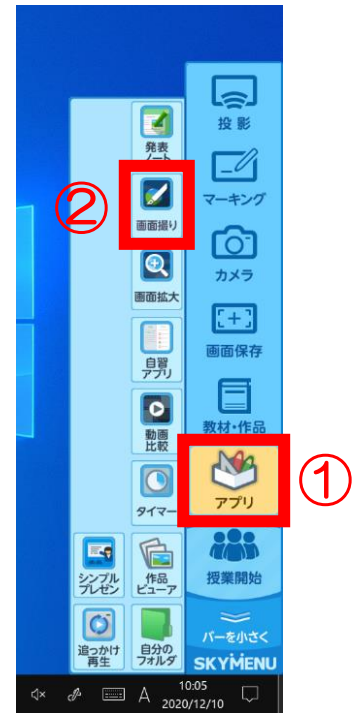 投影
マーキング
カメラ
画面保存
教材・作品
アプリ
授業開始
バーを小さく
SKYMENU
発表
ノート
画面撮り
画面拡大
自習
アプリ
動画
比較
タイマー
シンプル
プレゼン
作品
ビューア
追っかけ
再生
自分の
フォルダ
①
②
A
10:05
2020/12/10